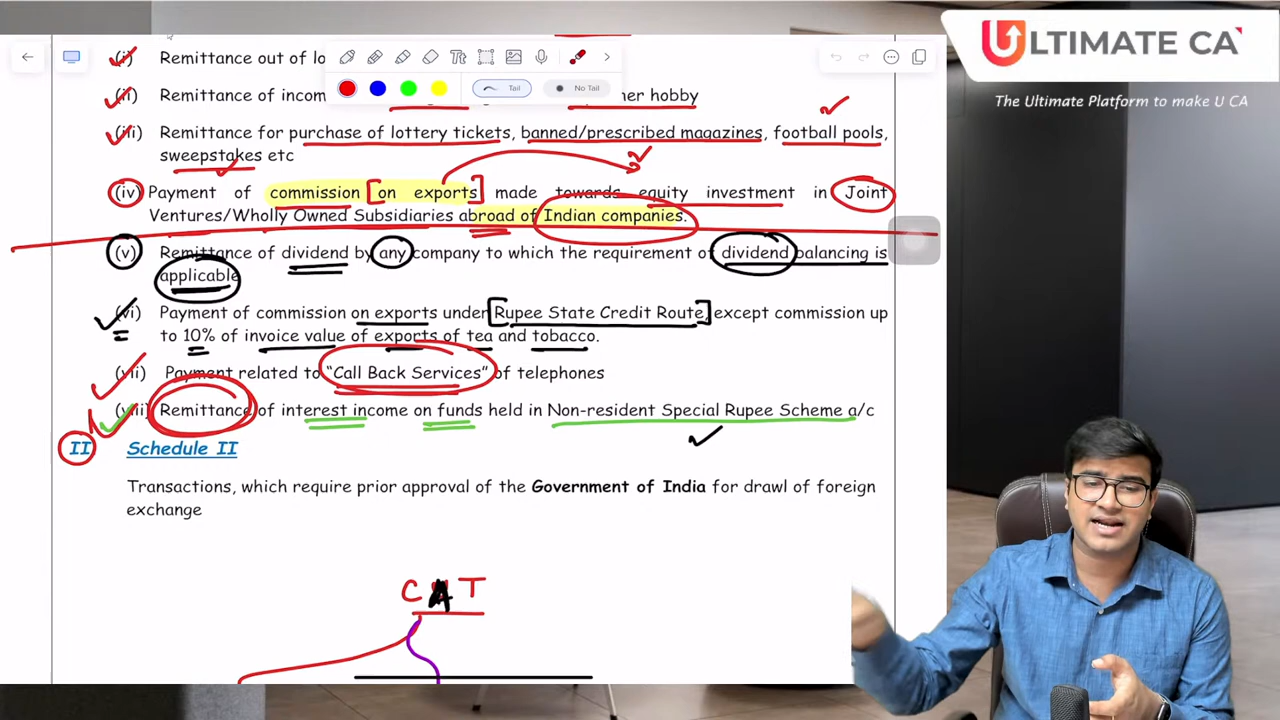 ULTIMATE CA
The Ultimate Platform to make U CA
Tail
No Tail
(i) Remittance out of lo
(ii) Remittance of incom er hobby
(iii) Remittance for purchase of lottery tickets, banned/prescribed magazines, football pools,
sweepstakes etc
(iv) Payment of commission [on exports] made towards equity investment in Joint
Ventures/Wholly Owned Subsidiaries abroad of Indian companies.
(v) Remittance of dividend by any company to which the requirement of dividend balancing is
applicable
(vi) Payment of commission on exports under [Rupee State Credit Route], except commission up
to 10% of invoice value of exports of tea and tobacco.
(vii) Payment related to “Call Back Services” of telephones
(viii) Remittance of interest income on funds held in Non-resident Special Rupee Scheme a/c
II Schedule II
Transactions, which require prior approval of the Government of India for drawl of foreign
exchange
CAT